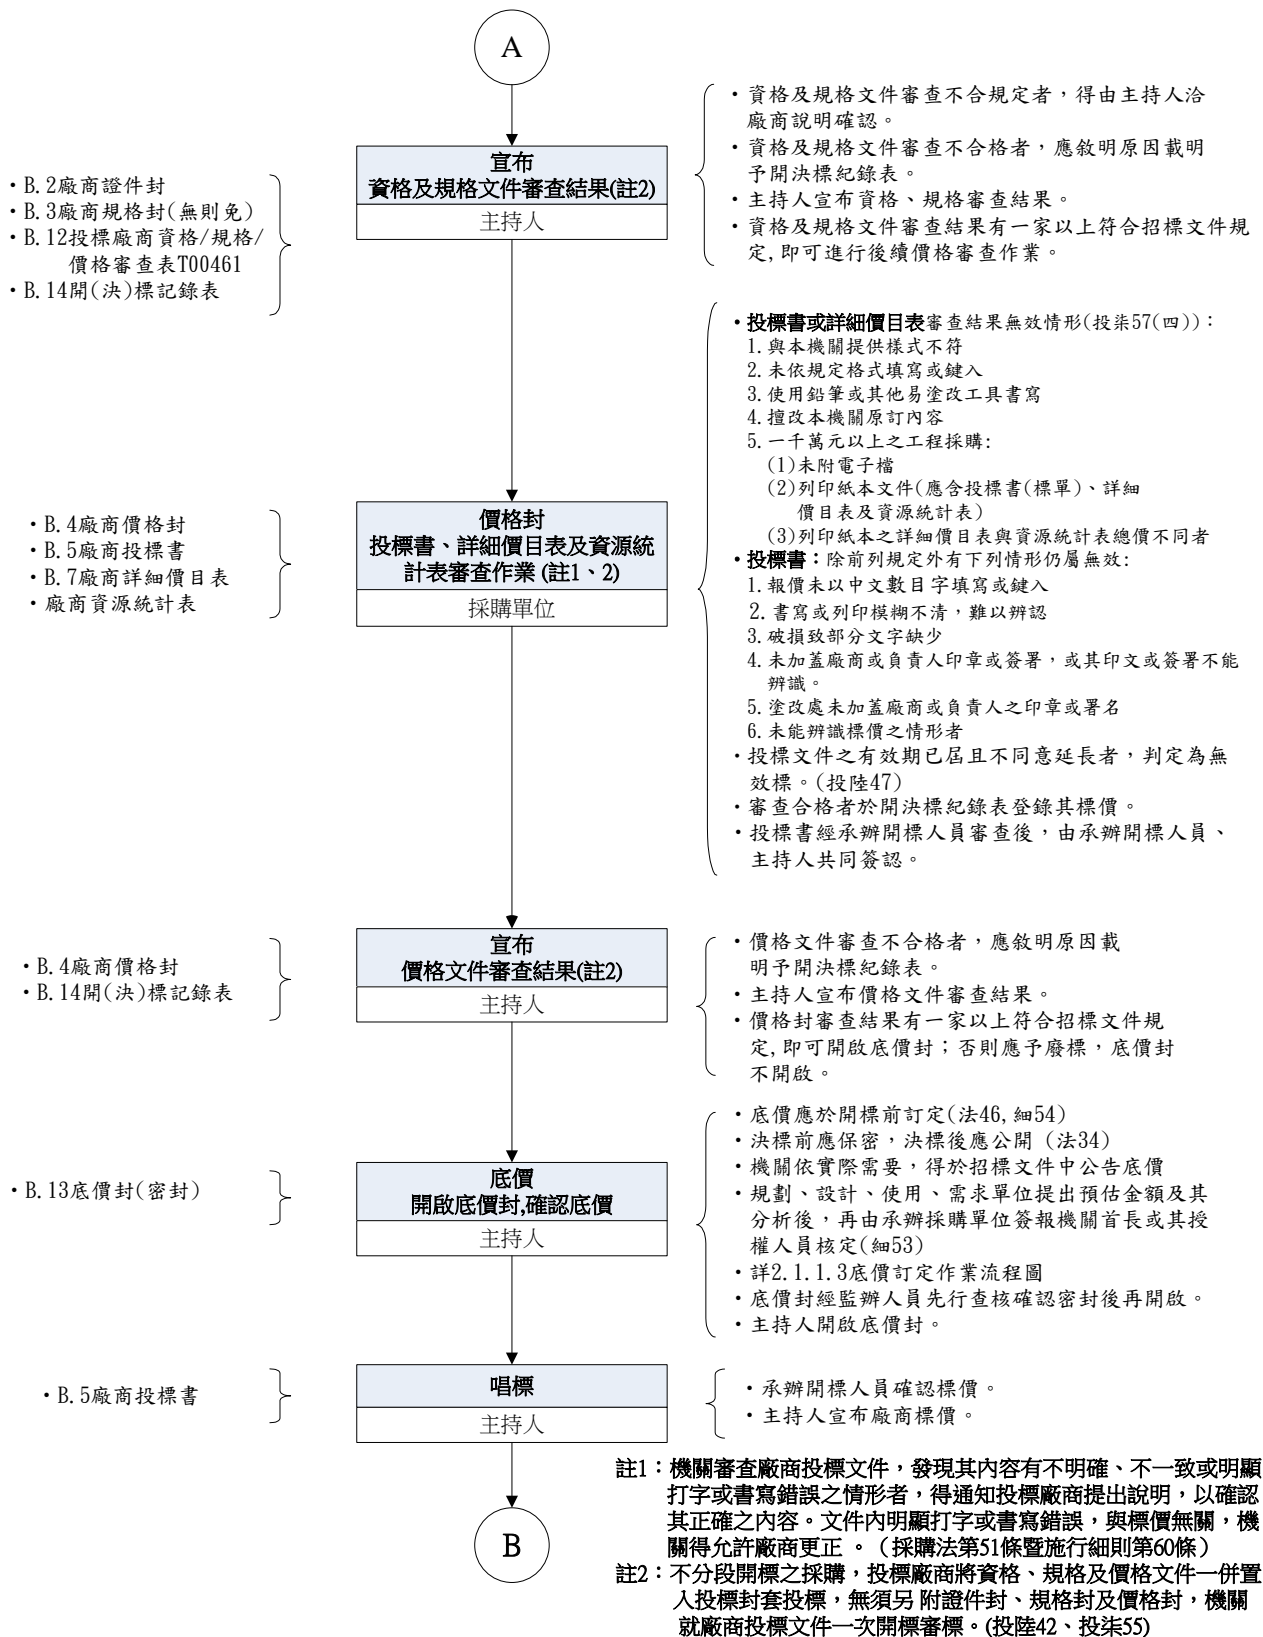 A
宣布
資格及規格文件審查結果(註2)
主持人
・B.2廠商證件封
・B.3廠商規格封(無則免)
・B.12投標廠商資格/規格/
價格審查表T00461
・B.14開(決)標記錄表
・資格及規格文件審查不合規定者，得由主持人洽
廠商說明確認。
・資格及規格文件審查不合格者，應敘明原因載明
予開決標紀錄表。
・主持人宣布資格、規格審查結果。
・資格及規格文件審查結果有一家以上符合招標文件規
定,即可進行後續價格審查作業。
價格封
投標書、詳細價目表及資源統
計表審查作業 (註1、2)
採購單位
・B.4廠商價格封
・B.5廠商投標書
・B.7廠商詳細價目表
・廠商資源統計表
・投標書或詳細價目表審查結果無效情形(投柒57(四))：
1.與本機關提供樣式不符
2.未依規定格式填寫或鍵入
3.使用鉛筆或其他易塗改工具書寫
4.擅改本機關原訂內容
5.一千萬元以上之工程採購:
(1)未附電子檔
(2)列印紙本文件(應含投標書(標單)、詳細
價目表及資源統計表)
(3)列印紙本之詳細價目表與資源統計表總價不同者
・投標書：除前列規定外有下列情形仍屬無效:
1.報價未以中文數目字填寫或鍵入
2.書寫或列印模糊不清，難以辨認
3.破損致部分文字缺少
4.未加蓋廠商或負責人印章或簽署，或其印文或簽署不能
辨識。
5.塗改處未加蓋廠商或負責人之印章或署名
6.未能辨識標價之情形者
・投標文件之有效期已屆且不同意延長者，判定為無
效標。(投陸47)
・審查合格者於開決標紀錄表登錄其標價。
・投標書經承辦開標人員審查後，由承辦開標人員、
主持人共同簽認。
宣布
價格文件審查結果(註2)
主持人
・B.4廠商價格封
・B.14開(決)標記錄表
・價格文件審查不合格者，應敘明原因載
明予開決標紀錄表。
・主持人宣布價格文件審查結果。
・價格封審查結果有一家以上符合招標文件規
定,即可開啟底價封；否則應予廢標，底價封
不開啟。
底價
開啟底價封,確認底價
主持人
・B.13底價封(密封)
・底價應於開標前訂定(法46,細54)
・決標前應保密，決標後應公開 (法34)
・機關依實際需要，得於招標文件中公告底價
・規劃、設計、使用、需求單位提出預估金額及其
分析後，再由承辦採購單位簽報機關首長或其授
權人員核定(細53)
・詳2.1.1.3底價訂定作業流程圖
・底價封經監辦人員先行查核確認密封後再開啟。
・主持人開啟底價封。
唱標
主持人
・B.5廠商投標書
・承辦開標人員確認標價。
・主持人宣布廠商標價。
B
註1：機關審查廠商投標文件，發現其內容有不明確、不一致或明顯
打字或書寫錯誤之情形者，得通知投標廠商提出說明，以確認
其正確之內容。文件內明顯打字或書寫錯誤，與標價無關，機
關得允許廠商更正 。（採購法第51條暨施行細則第60條）
註2：不分段開標之採購，投標廠商將資格、規格及價格文件一併置
入投標封套投標，無須另 附證件封、規格封及價格封，機關
就廠商投標文件一次開標審標。(投陸42、投柒55)